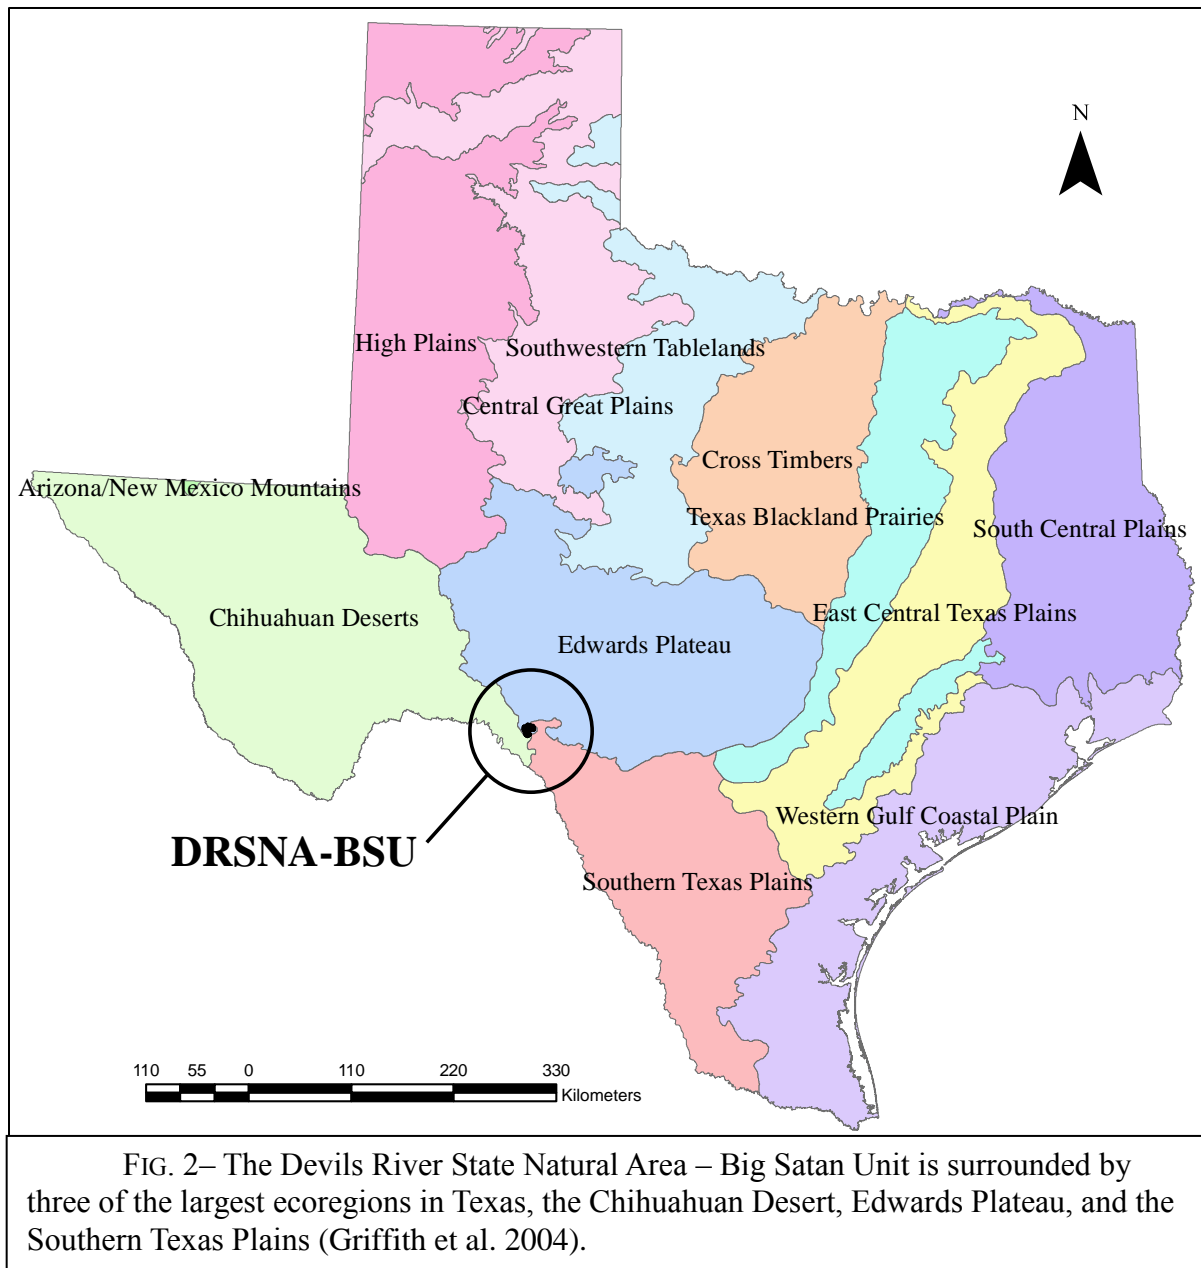 N
High Plains
Southwestern Tablelands
Central Great Plains
Cross Timbers
Arizona/New Mexico Mountains
Texas Blackland Prairies
South Central Plains
Chihuahuan Deserts
East Central Texas Plains
Edwards Plateau
Western Gulf Coastal Plain
DRSNA-BSU
Southern Texas Plains
110 55 0 110 220 330
Kilometers
FIG. 2– The Devils River State Natural Area – Big Satan Unit is surrounded by
three of the largest ecoregions in Texas, the Chihuahuan Desert, Edwards Plateau, and the
Southern Texas Plains (Griffith et al. 2004).